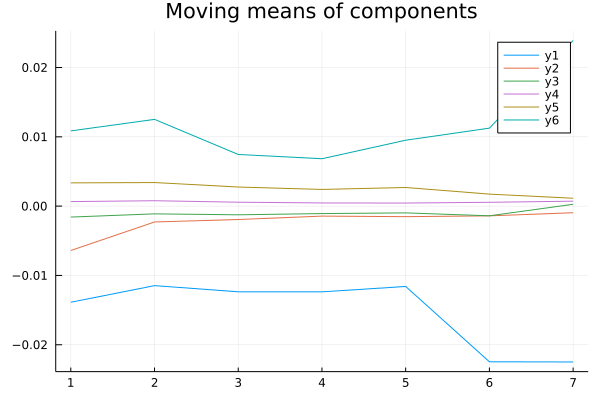 Moving means of components
0.02
0.01
0.00
−0.01
−0.02
1 2 3 4 5 6 7
y1
y2
y3
y4
y5
y6